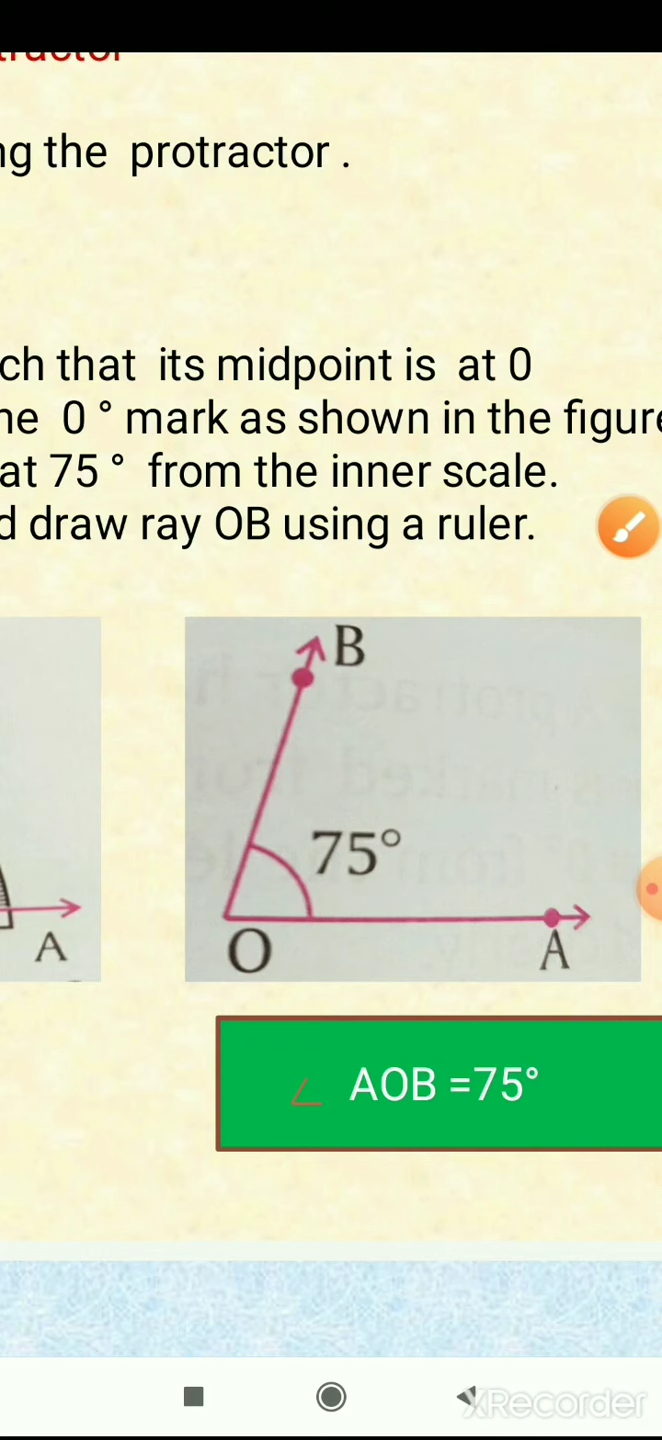 ng the protractor .
ch that its midpoint is at 0
he 0 ° mark as shown in the figure
at 75 ° from the inner scale.
d draw ray OB using a ruler.
B
75°
A
O
A
∠ AOB =75°
XRecorder